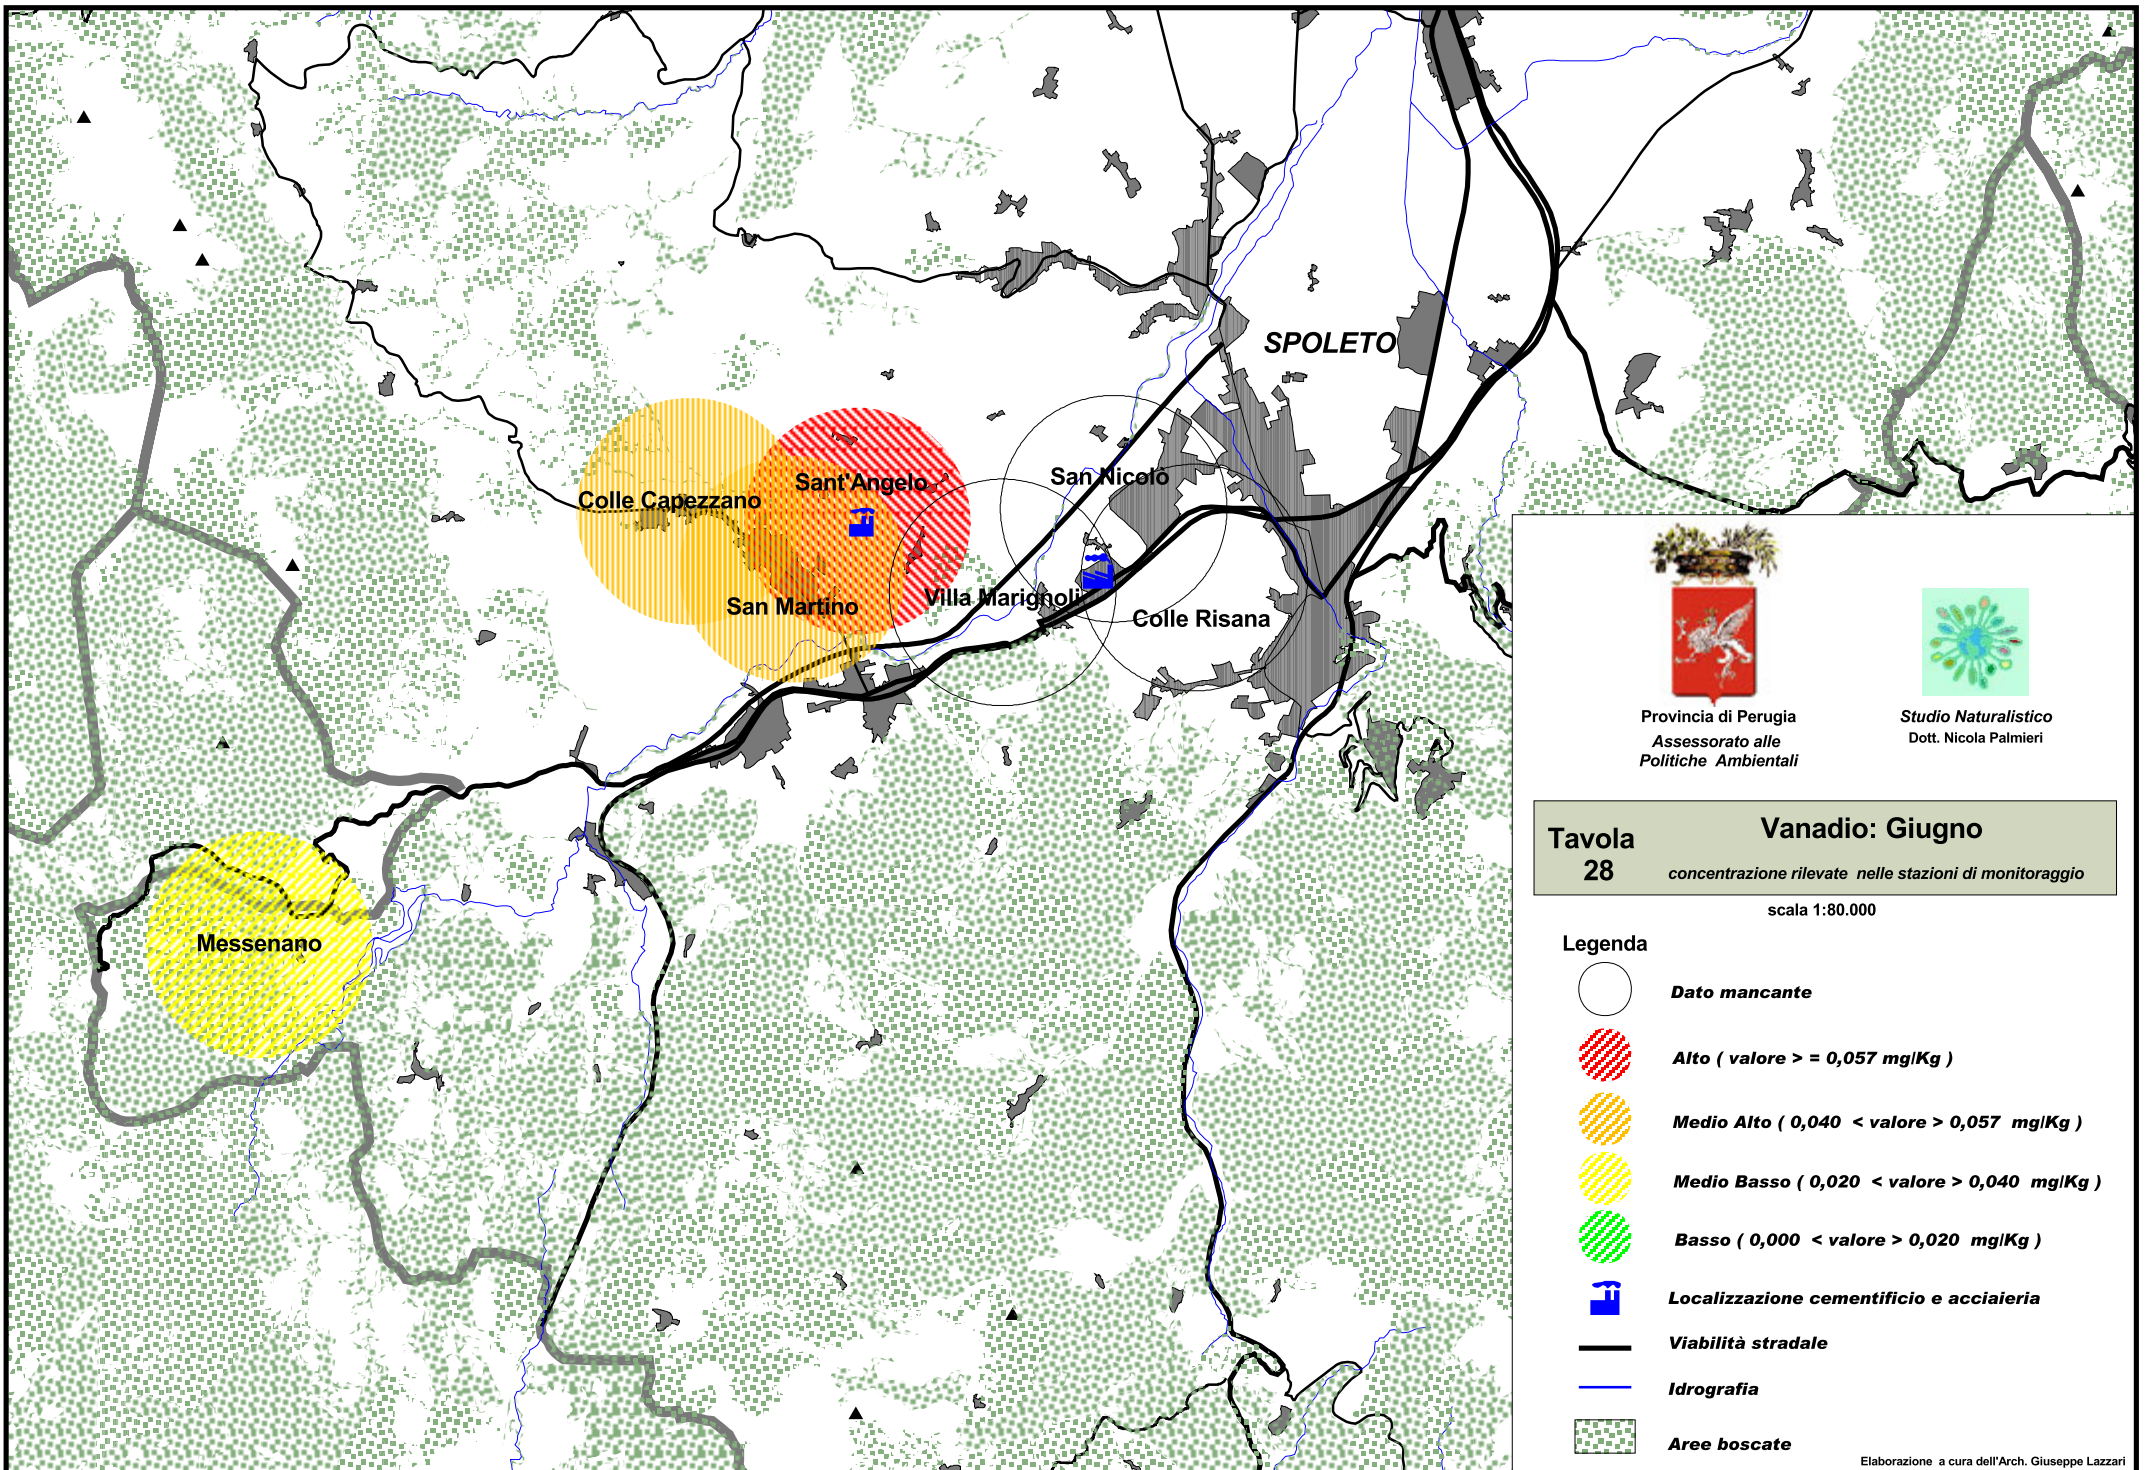 SPOLETO
San Nicolò
Sant'Angelo
Colle Capezzano
Villa Marignoli
San Martino
Colle Risana
Messenano
Provincia di Perugia
Assessorato alle
Politiche Ambientali
Studio Naturalistico
Dott. Nicola Palmieri
Tavola
28
Vanadio: Giugno
concentrazione rilevate nelle stazioni di monitoraggio
scala 1:80.000
Legenda
Dato mancante
Alto ( valore > = 0,057 mg/Kg )
Medio Alto ( 0,040 < valore > 0,057 mg/Kg )
Medio Basso ( 0,020 < valore > 0,040 mg/Kg )
Basso ( 0,000 < valore > 0,020 mg/Kg )
Localizzazione cementificio e acciaieria
Viabilità stradale
Idrografia
Aree boscate
Elaborazione a cura dell'Arch. Giuseppe Lazzari